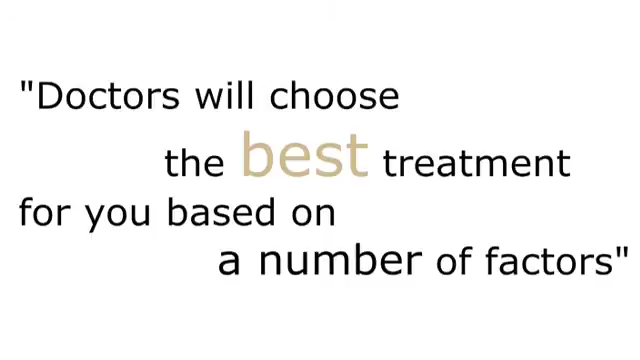 "Doctors will choose
the best treatment
for you based on
a number of factors"